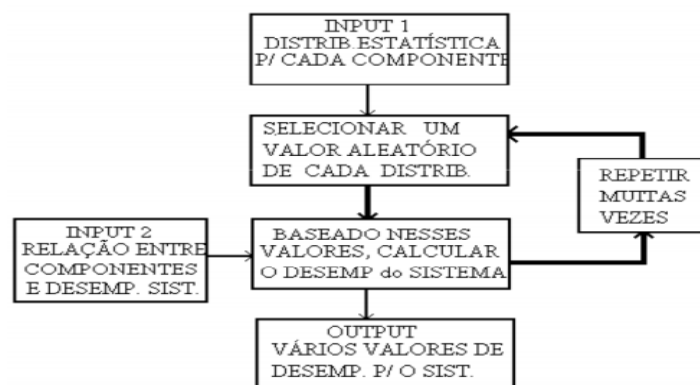 INPUT 1
DISTRIB.ESTATÍSTICA
P/ CADA COMPONENTE
SELECIONAR UM
VALOR ALEATÓRIO
DE CADA DISTRIB.
REPETIR
MUITAS
VEZES
INPUT 2
RELAÇÃO ENTRE
COMPONENTES
E DESEMP. SIST.
BASEADO NESSES
VALORES, CALCULAR
O DESEMP do SISTEMA
OUTPUT
VÁRIOS VALORES DE
DESEMP. P/ O SIST.